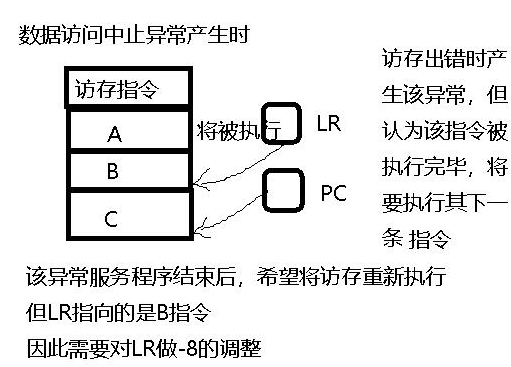 数据访问中止异常产生时
访存指令
A
将被执行
LR
B
PC
C
访存出错时产
生该异常，但
认为该指令被
执行完毕，将
要执行其下一
条 指令
该异常服务程序结束后，希望将访存重新执行
但LR指向的是B指令
因此需要对LR做-8的调整